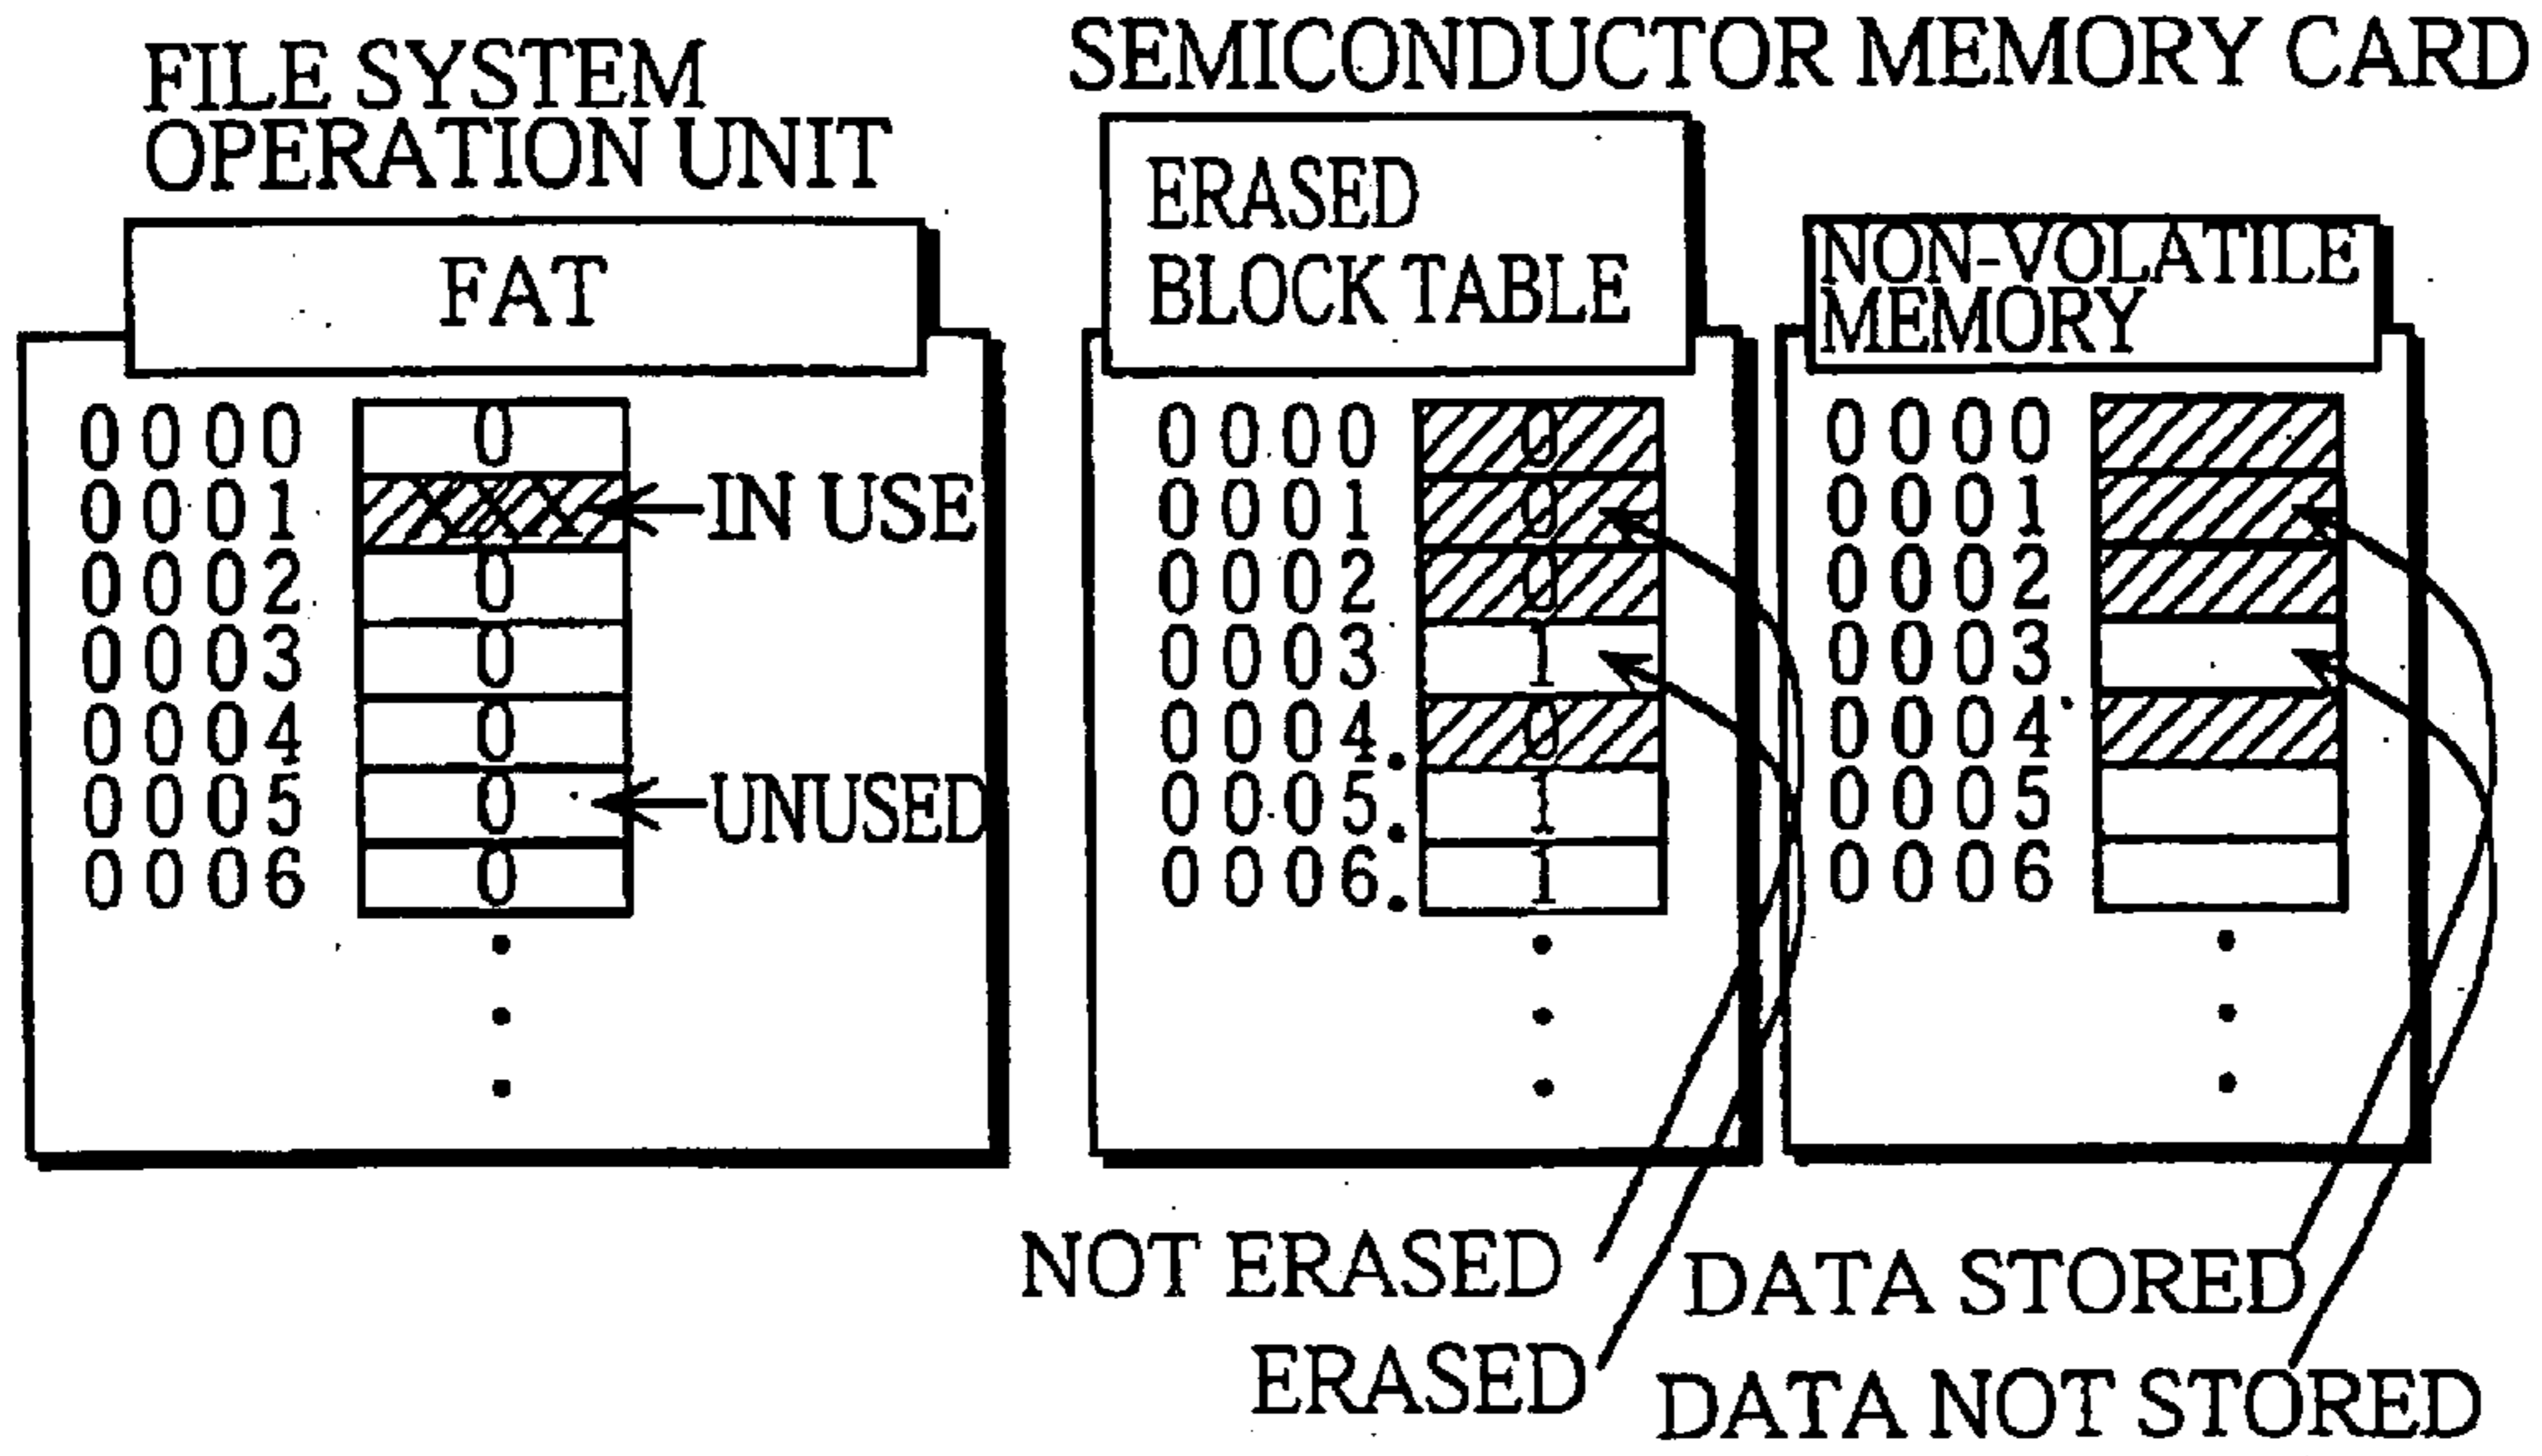 FILE SYSTEM
OPERATION UNIT
FAT
0000 0
0001 XXX
0002 0
0003 0
0004 0
0005 0
0006 0
IN USE
UNUSED
SEMICONDUCTOR MEMORY CARD
ERASED
BLOCK TABLE
0000 0
0001 0
0002 0
0003 1
0004 0
0005 1
0006 1
NON-VOLATILE
MEMORY
0000
0001
0002
0003
0004
0005
0006
NOT ERASED
ERASED
DATA STORED
DATA NOT STORED